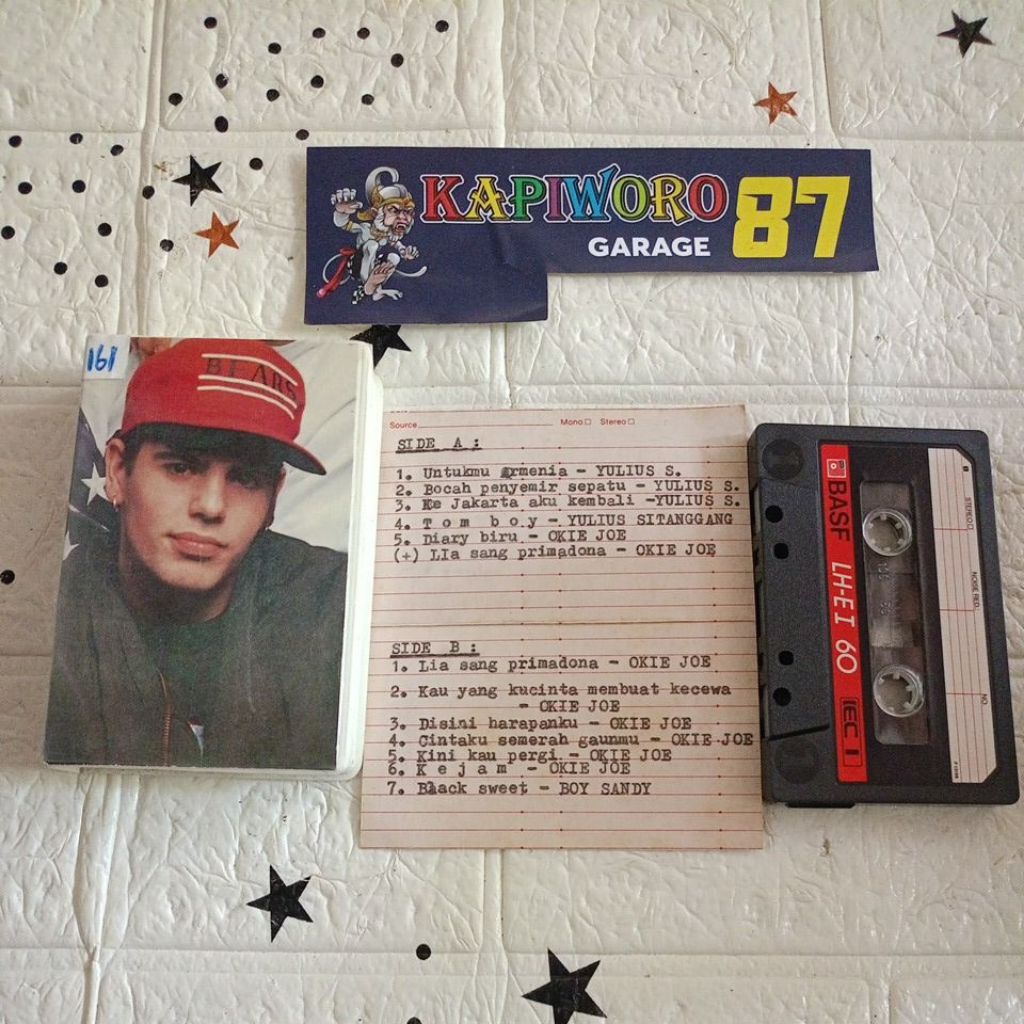 KAPIWORO 87
GARAGE
161
BEARS
Source Mono Stereo
SIDE A :
1. Untukmu armenia - YULIUS S.
2. Bocah penyemir sepatu - YULIUS S.
3. Ke Jakarta aku kembali -YULIUS S.
4. T o m b o y - YULIUS SITANGGANG
5. Diary biru - OKIE JOE
(+) LIa sang primadona - OKIE JOE
SIDE B :
1. Lia sang primadona - OKIE JOE
2. Kau yang kucinta membuat kecewa
- OKIE JOE
3. Disini harapanku - OKIE JOE
4. Cintaku semerah gaunmu - OKIE JOE
5. Kini kau pergi - OKIE JOE
6. K e j a m - OKIE JOE
7. Black sweet - BOY SANDY
BASF LH-EI 60 IEC I
B
STEREO
NOISE RED.
NO